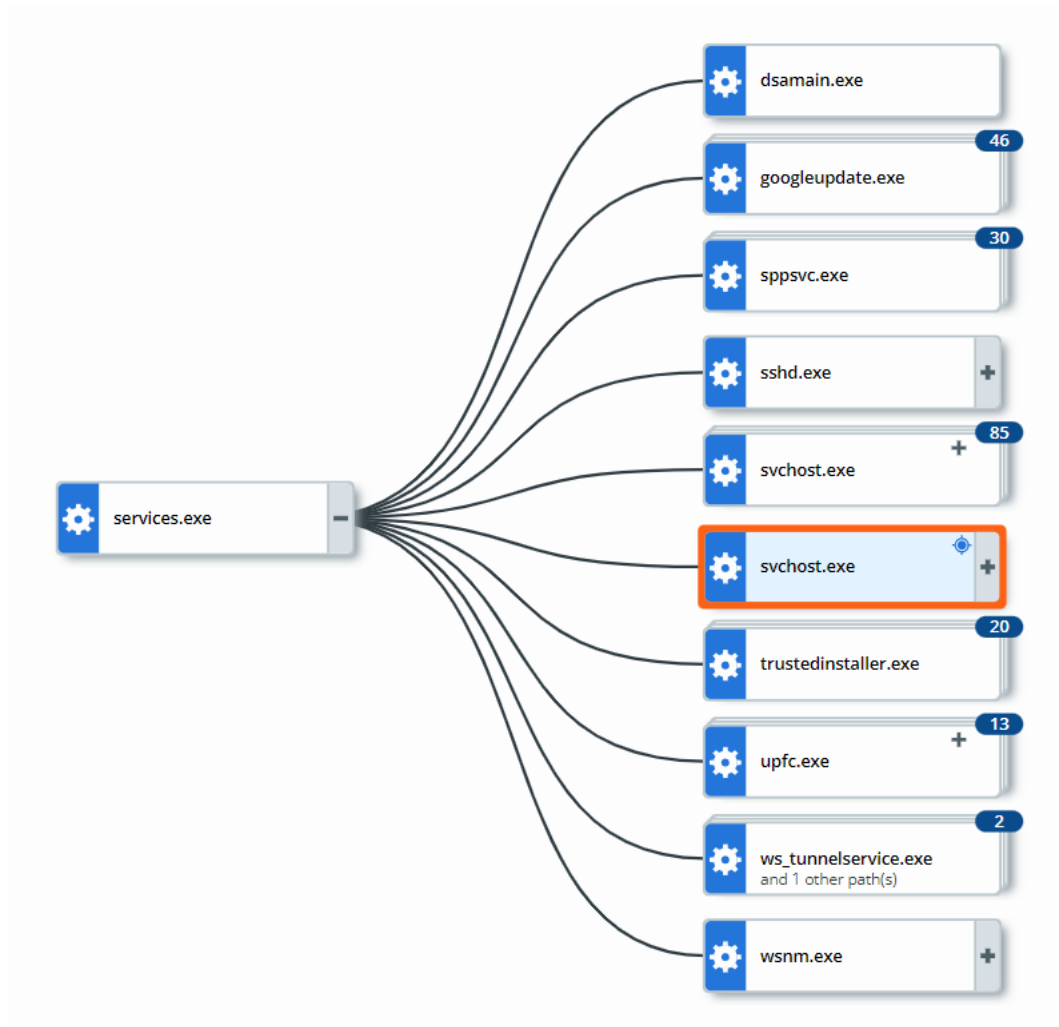 dsamain.exe
46
googleupdate.exe
30
sppsvc.exe
sshd.exe
85
svchost.exe
services.exe
svchost.exe
20
trustedinstaller.exe
13
upfc.exe
2
ws_tunnelservice.exe
and 1 other path(s)
wsnm.exe